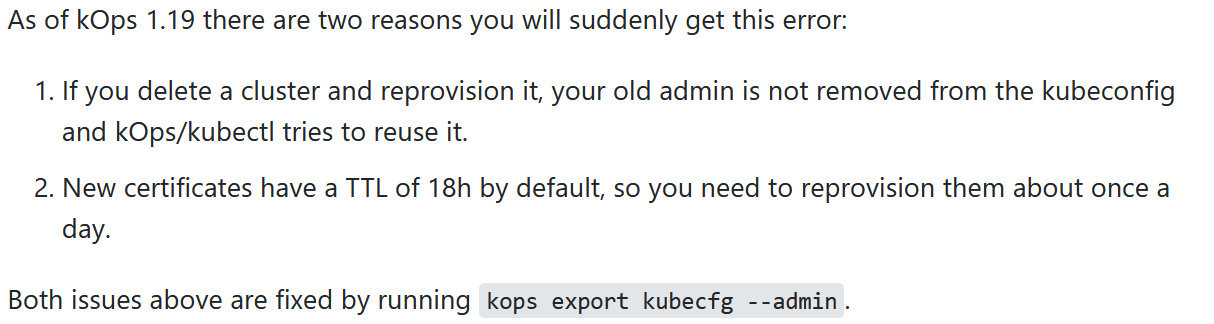 As of kOps 1.19 there are two reasons you will suddenly get this error:
1. If you delete a cluster and reprovision it, your old admin is not removed from the kubeconfig
and kOps/kubectl tries to reuse it.
2. New certificates have a TTL of 18h by default, so you need to reprovision them about once a
day.
Both issues above are fixed by running kops export kubecfg --admin.